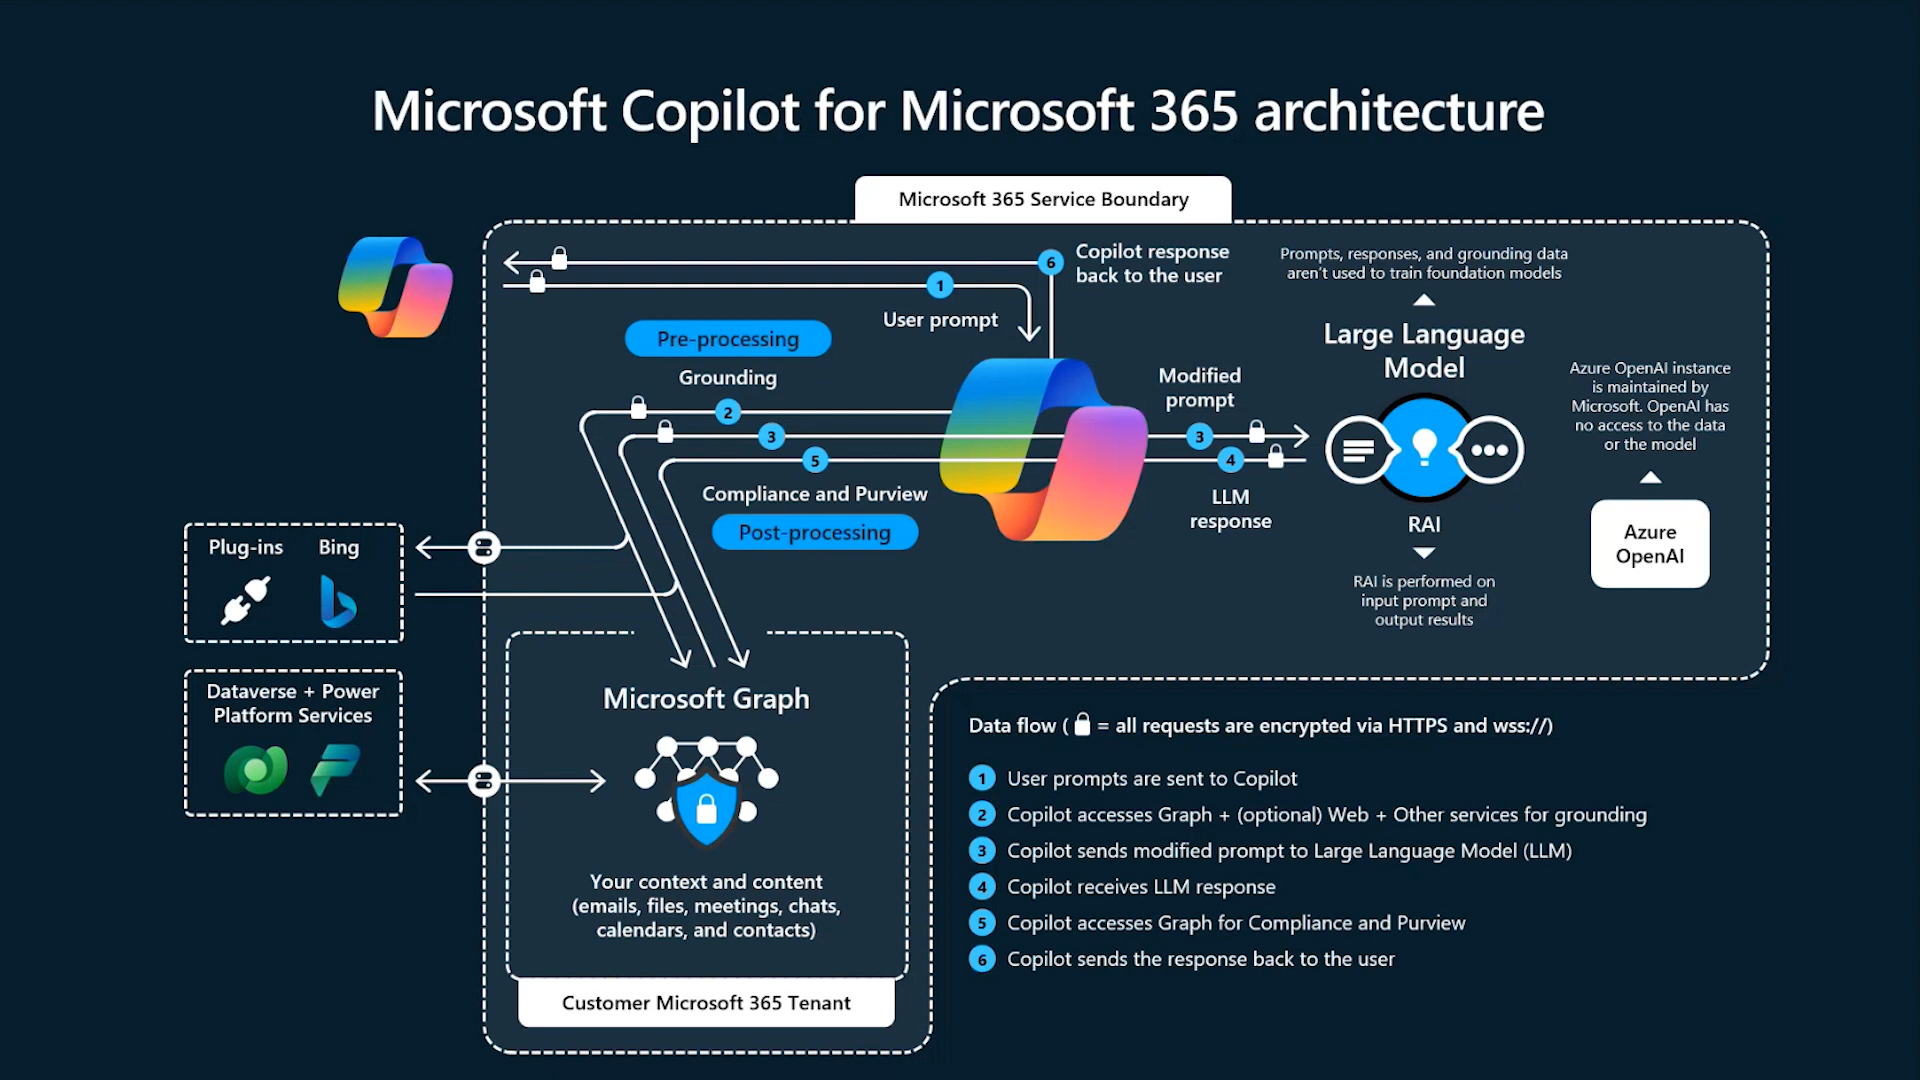 Microsoft Copilot for Microsoft 365 architecture
Microsoft 365 Service Boundary
6
Copilot response
back to the user
1
User prompt
Prompts, responses, and grounding data
aren't used to train foundation models
Large Language
Model
Pre-processing
Grounding
2
3
5
Compliance and Purview
Post-processing
Modified
prompt
3
4
LLM
response
RAI
RAI is performed on
input prompt and
output results
Azure OpenAI instance
is maintained by
Microsoft. OpenAI has
no access to the data
or the model
Azure
OpenAI
Plug-ins Bing
Dataverse + Power
Platform Services
Microsoft Graph
Your context and content
(emails, files, meetings, chats,
calendars, and contacts)
Customer Microsoft 365 Tenant
Data flow ( = all requests are encrypted via HTTPS and wss://)
1 User prompts are sent to Copilot
2 Copilot accesses Graph + (optional) Web + Other services for grounding
3 Copilot sends modified prompt to Large Language Model (LLM)
4 Copilot receives LLM response
5 Copilot accesses Graph for Compliance and Purview
6 Copilot sends the response back to the user